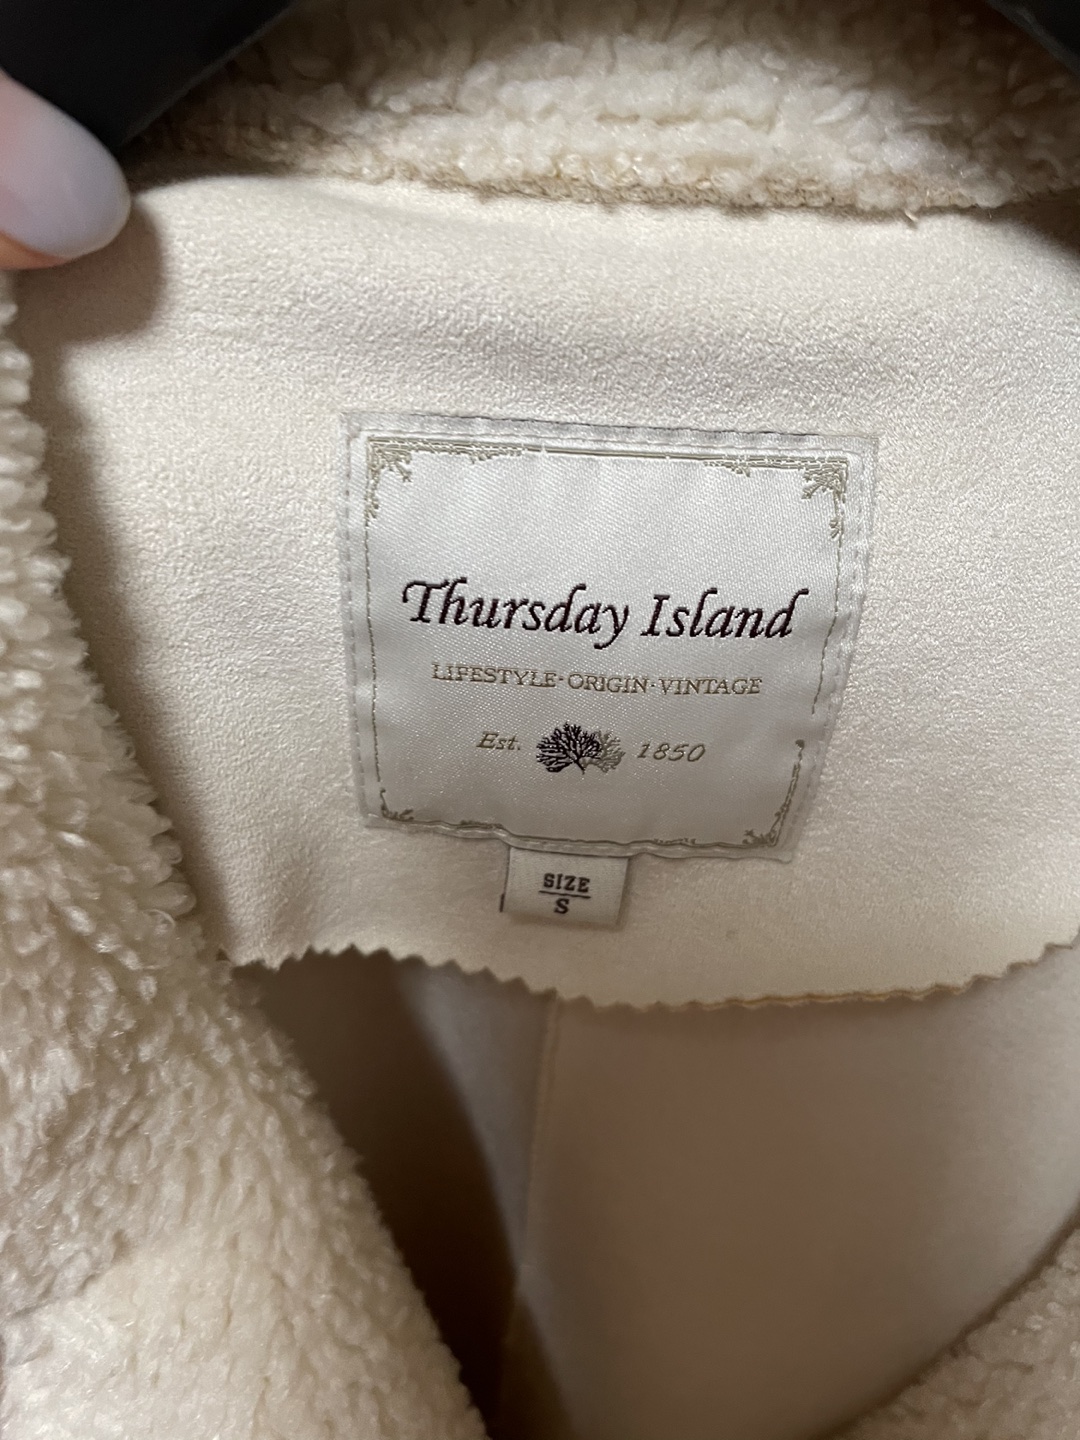 Thursday Island
LIFESTYLE·ORIGIN·VINTAGE
Est. 1850
SIZE
S